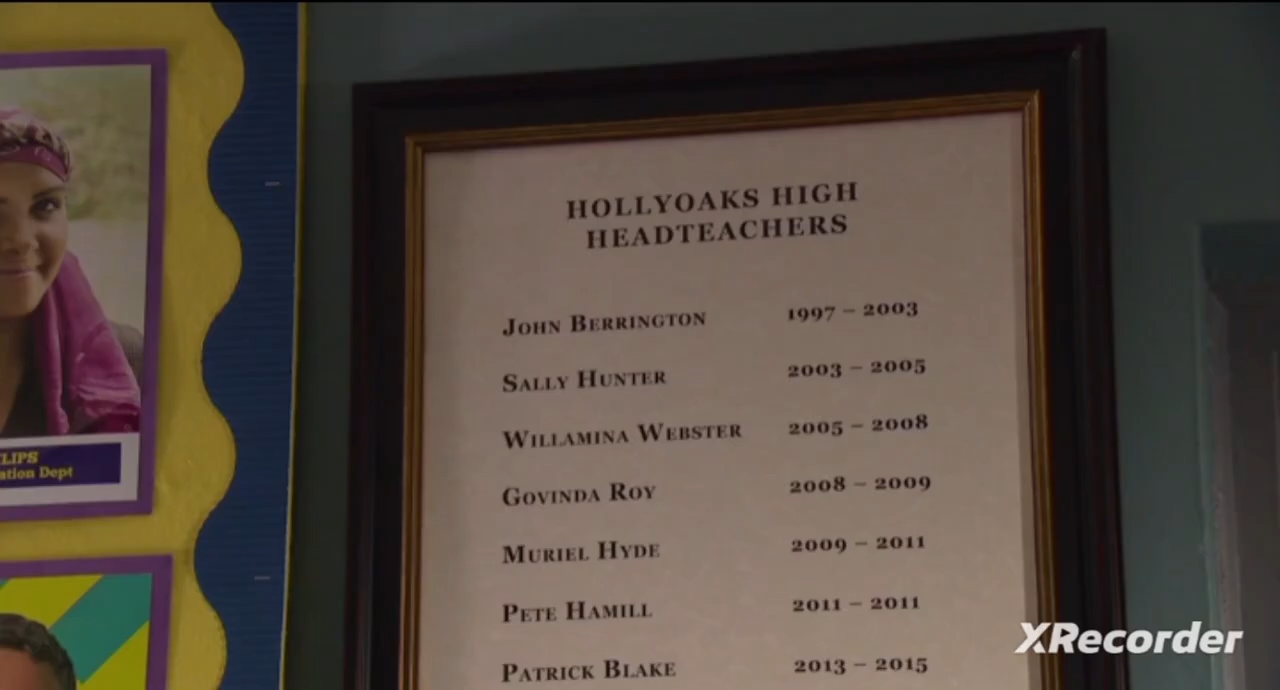 HOLLYOAKS HIGH
HEADTEACHERS
JOHN BERRINGTON 1997 – 2003
SALLY HUNTER 2003 – 2005
WILLAMINA WEBSTER 2005 – 2008
GOVINDA ROY 2008 – 2009
MURIEL HYDE 2009 – 2011
PETE HAMILL 2011 – 2011
PATRICK BLAKE 2013 – 2015
LIPS
ation Dept
XRecorder